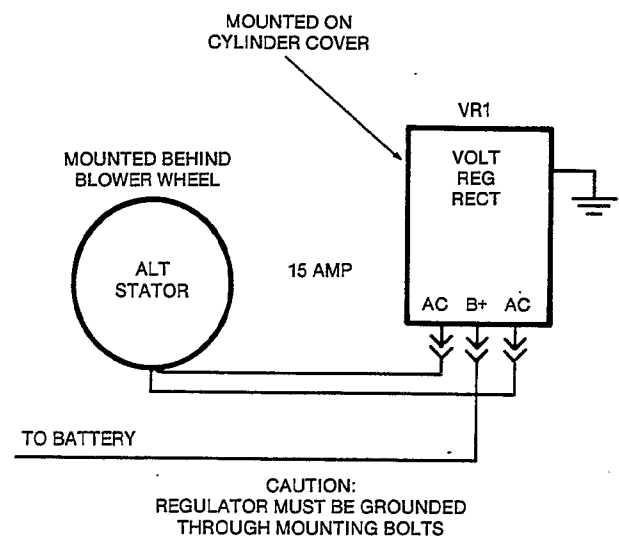 MOUNTED ON
CYLINDER COVER
VR1
MOUNTED BEHIND
BLOWER WHEEL
VOLT
REG
RECT
ALT
STATOR
15 AMP
AC B+ AC
TO BATTERY
CAUTION:
REGULATOR MUST BE GROUNDED
THROUGH MOUNTING BOLTS